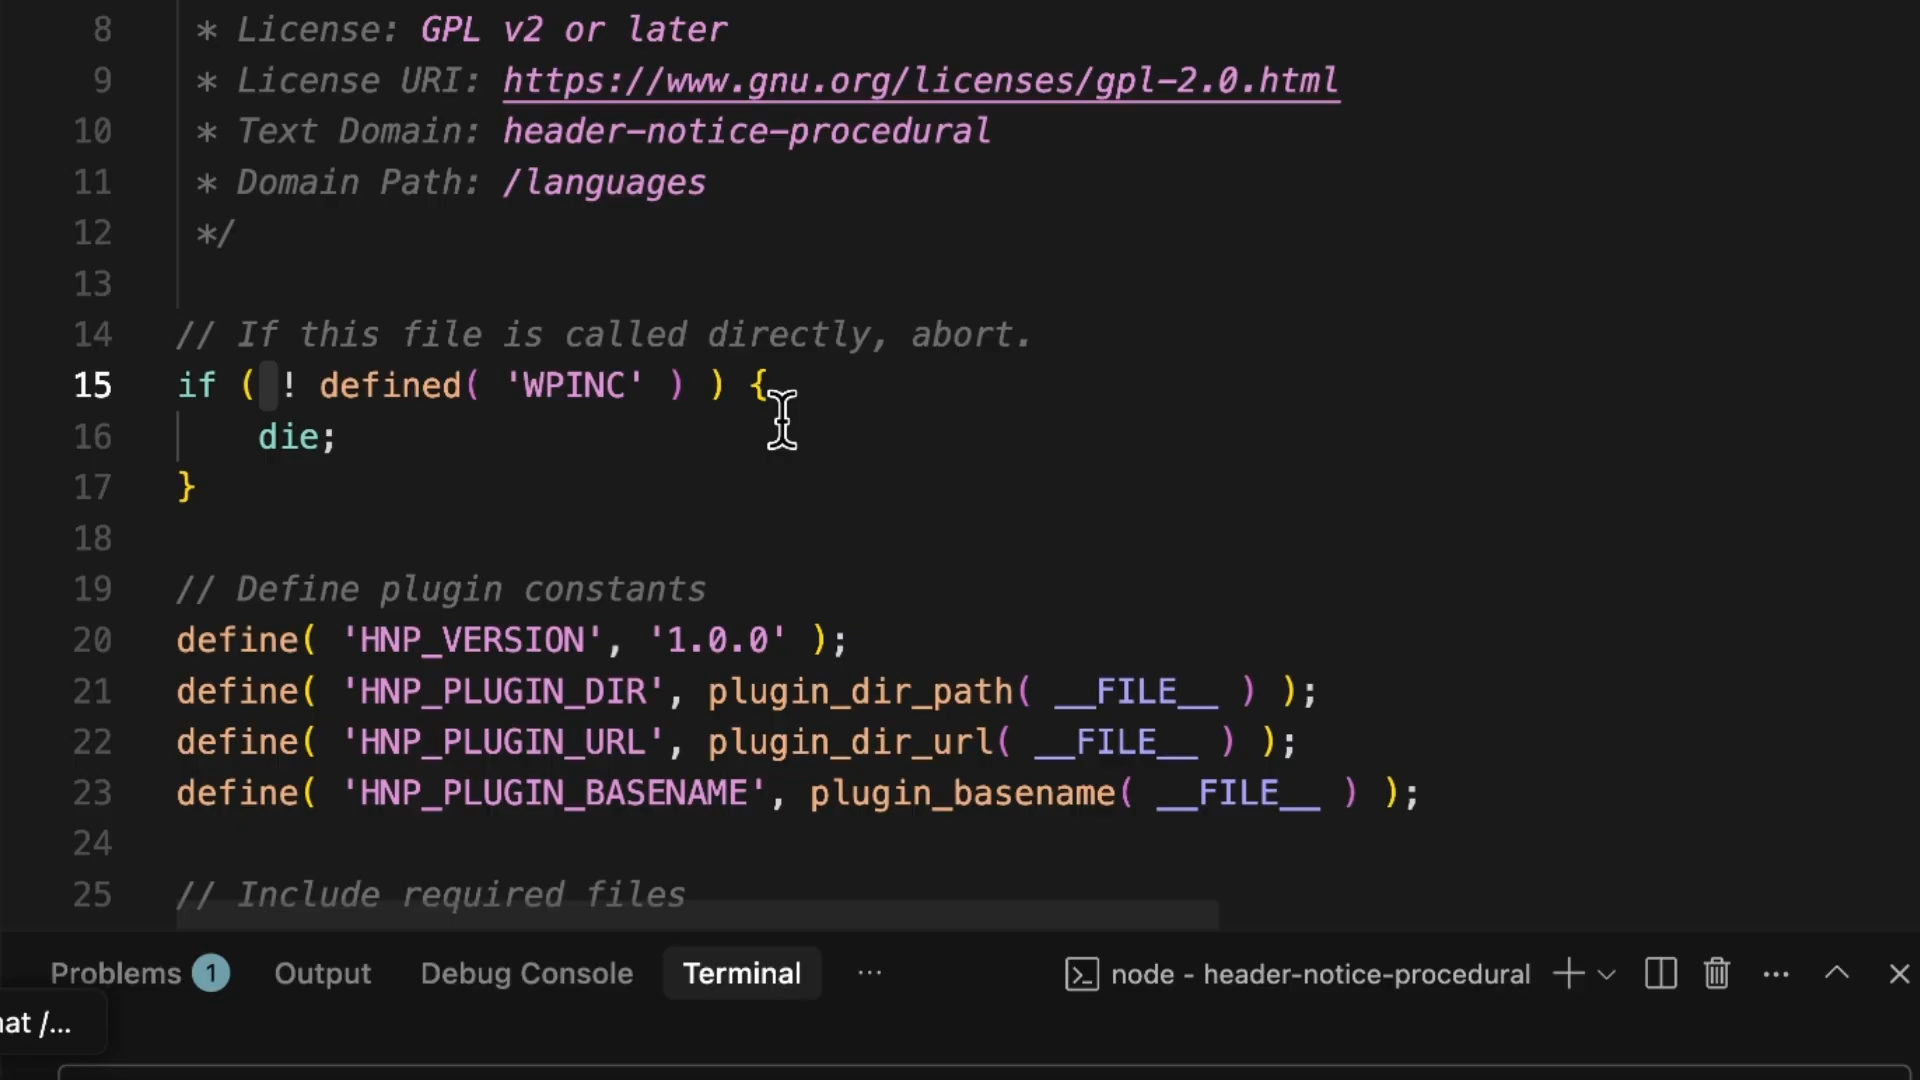 8 * License: GPL v2 or later
9 * License URI: https://www.gnu.org/licenses/gpl-2.0.html
10 * Text Domain: header-notice-procedural
11 * Domain Path: /languages
12 */
13
14 // If this file is called directly, abort.
15 if ( ! defined( 'WPINC' ) ) {
16 die;
17 }
18
19 // Define plugin constants
20 define( 'HNP_VERSION', '1.0.0' );
21 define( 'HNP_PLUGIN_DIR', plugin_dir_path( __FILE__ ) );
22 define( 'HNP_PLUGIN_URL', plugin_dir_url( __FILE__ ) );
23 define( 'HNP_PLUGIN_BASENAME', plugin_basename( __FILE__ ) );
24
25 // Include required files
Problems 1 Output Debug Console Terminal ... node - header-notice-procedural ...
at /...